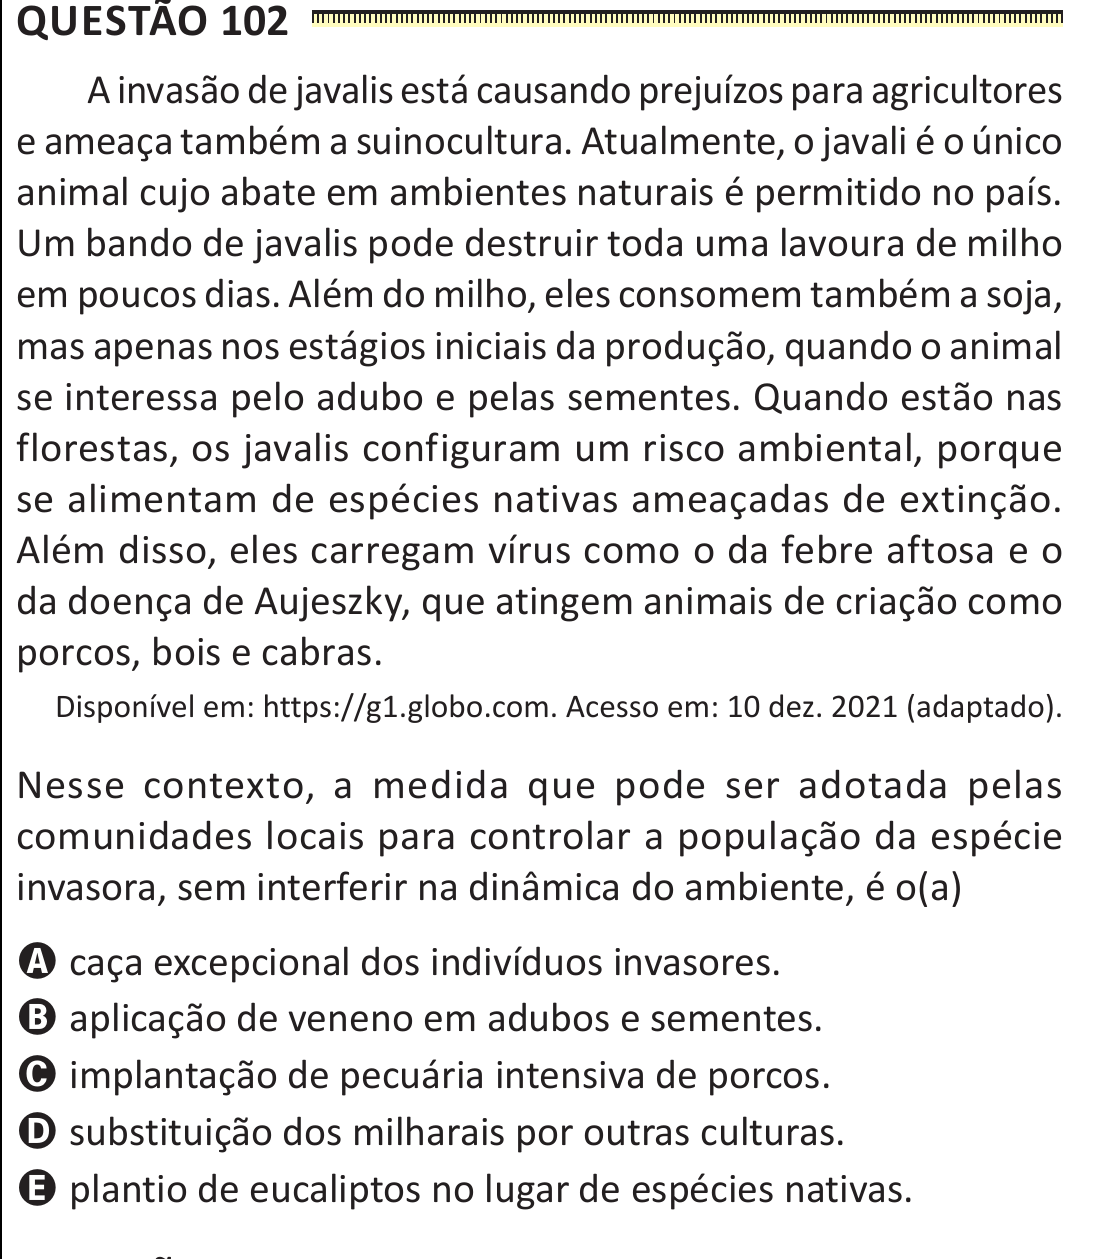 QUESTÃO 102
A invasão de javalis está causando prejuízos para agricultores
e ameaça também a suinocultura. Atualmente, o javali é o único
animal cujo abate em ambientes naturais é permitido no país.
Um bando de javalis pode destruir toda uma lavoura de milho
em poucos dias. Além do milho, eles consomem também a soja,
mas apenas nos estágios iniciais da produção, quando o animal
se interessa pelo adubo e pelas sementes. Quando estão nas
florestas, os javalis configuram um risco ambiental, porque
se alimentam de espécies nativas ameaçadas de extinção.
Além disso, eles carregam vírus como o da febre aftosa e o
da doença de Aujeszky, que atingem animais de criação como
porcos, bois e cabras.
Disponível em: https://g1.globo.com. Acesso em: 10 dez. 2021 (adaptado).
Nesse contexto, a medida que pode ser adotada pelas
comunidades locais para controlar a população da espécie
invasora, sem interferir na dinâmica do ambiente, é o(a)
A caça excepcional dos indivíduos invasores.
B aplicação de veneno em adubos e sementes.
C implantação de pecuária intensiva de porcos.
D substituição dos milharais por outras culturas.
E plantio de eucaliptos no lugar de espécies nativas.